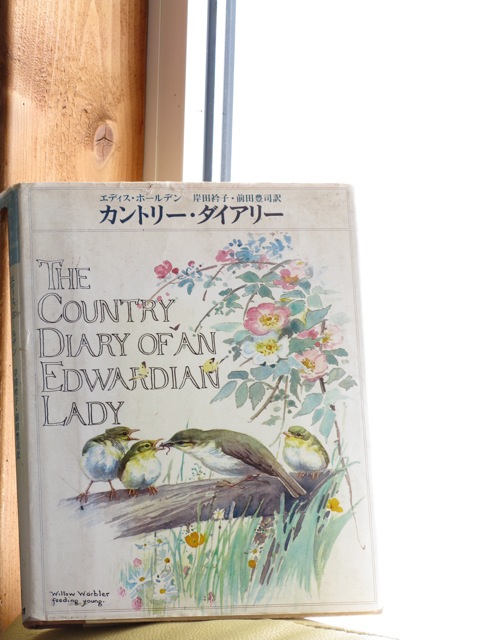 エディス・ホールデン 岸田衿子・前田豊司訳
カントリー・ダイアリー
THE
COUNTRY
DIARY OF AN
EDWARDIAN
LADY
Willow Warbler
feeding young.